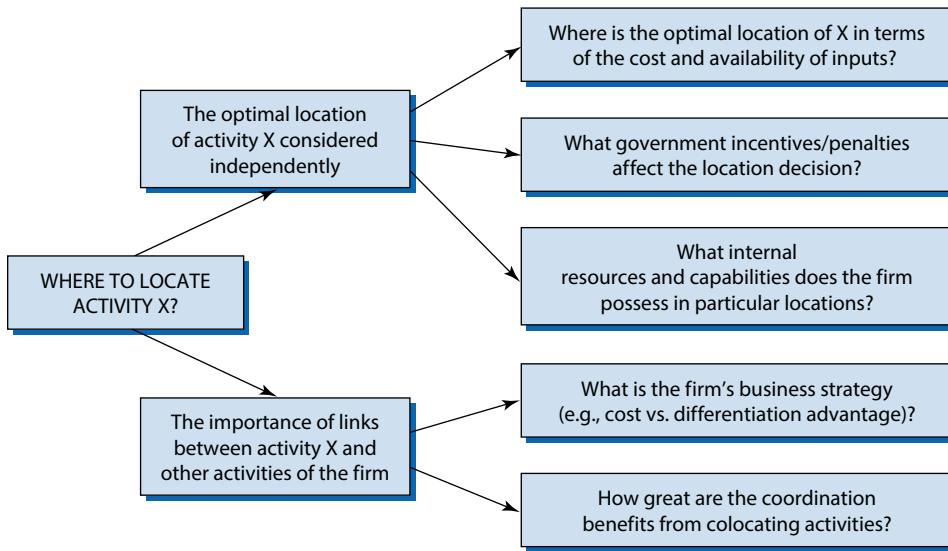 Where is the optimal location of X in terms
of the cost and availability of inputs?
The optimal location
of activity X considered
independently
What government incentives/penalties
affect the location decision?
What internal
resources and capabilities does the firm
possess in particular locations?
WHERE TO LOCATE
ACTIVITY X?
What is the firm’s business strategy
(e.g., cost vs. differentiation advantage)?
The importance of links
between activity X and
other activities of the firm
How great are the coordination
benefits from colocating activities?